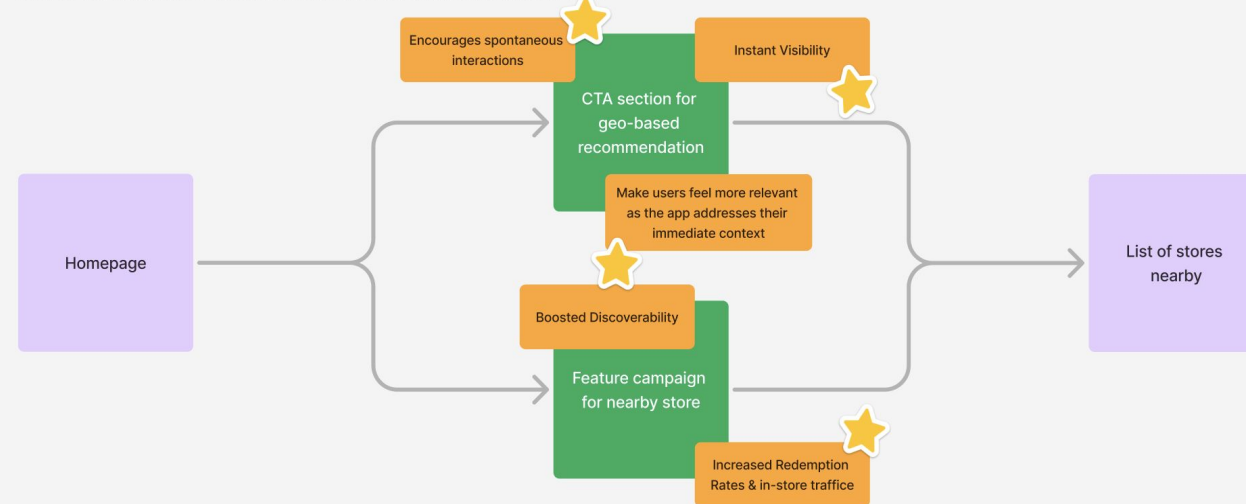 Encourages spontaneous
interactions
Instant Visibility
CTA section for
geo-based
recommendation
Make users feel more relevant
as the app addresses their
immediate context
Homepage
List of stores
nearby
Boosted Discoverability
Feature campaign
for nearby store
Increased Redemption
Rates & in-store traffic